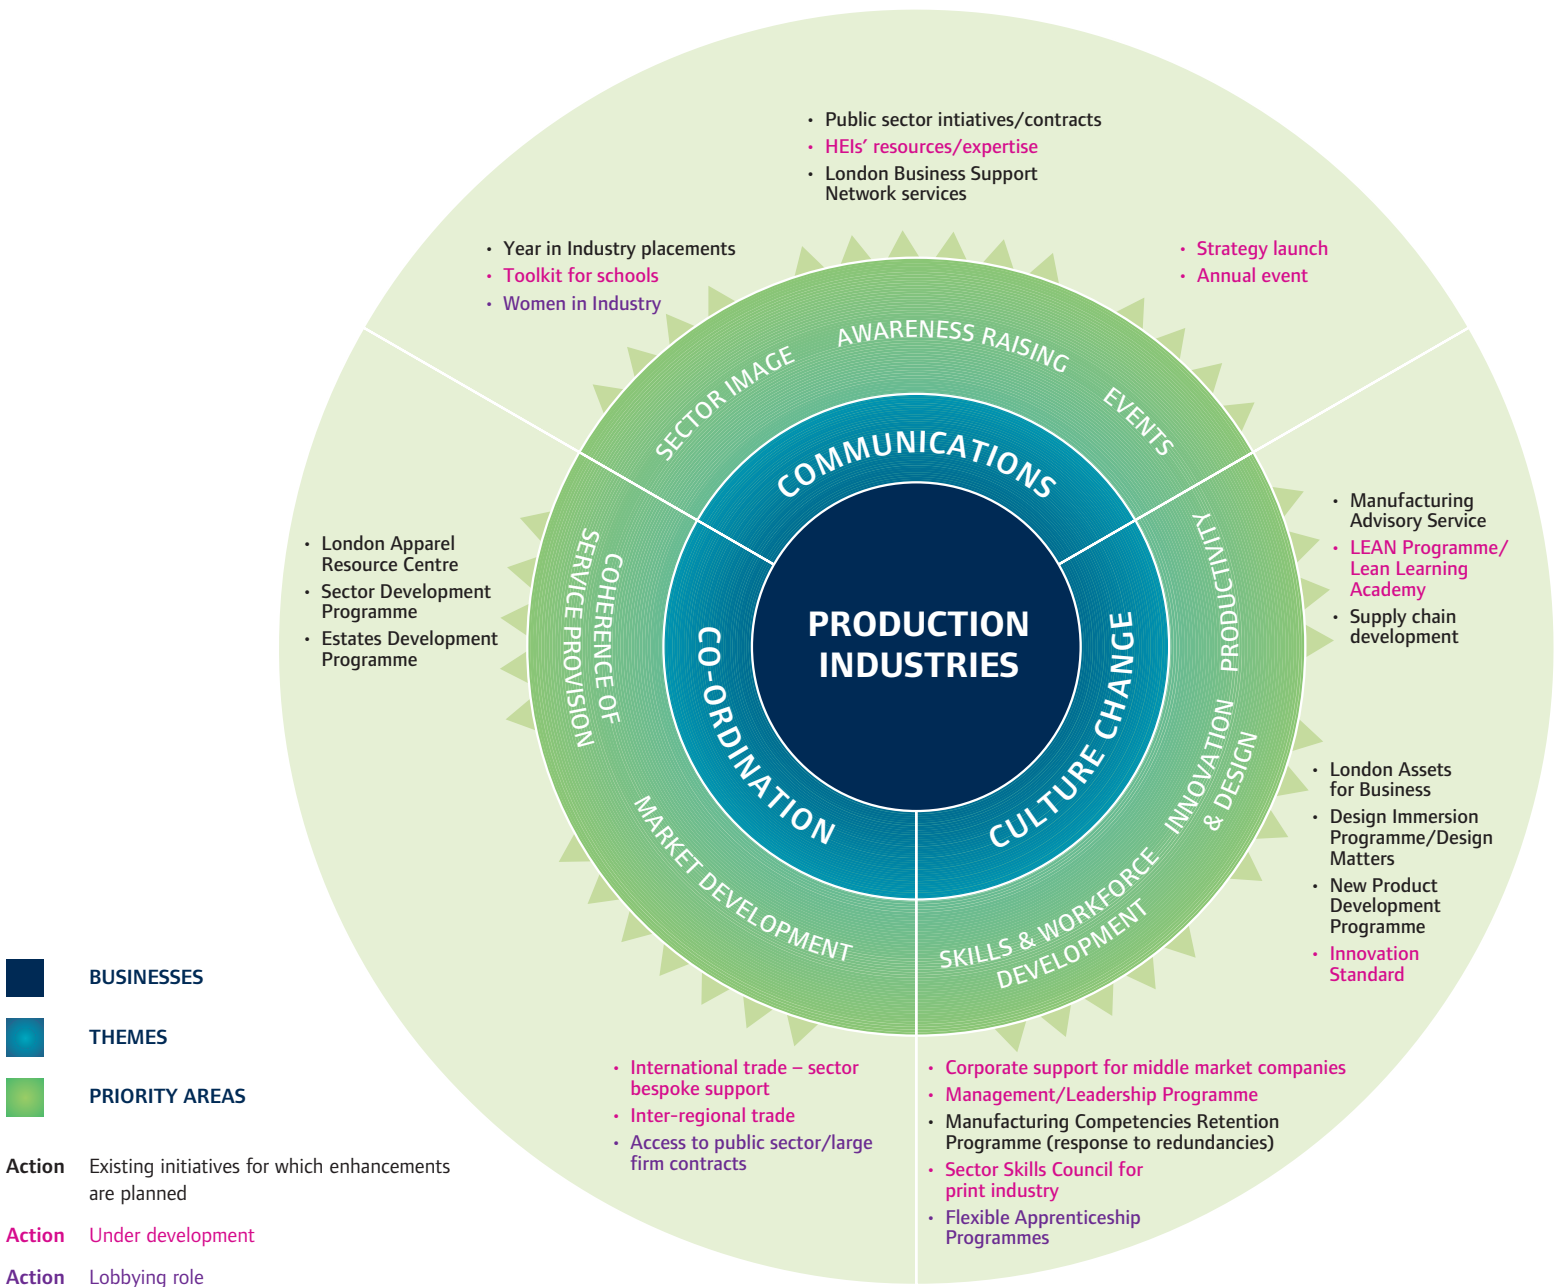 • Public sector intiatives/contracts
• HEIs’ resources/expertise
• London Business Support
Network services
• Year in Industry placements
• Toolkit for schools
• Women in Industry
• Strategy launch
• Annual event
SECTOR IMAGE
AWARENESS RAISING
EVENTS
COMMUNICATIONS
• London Apparel
Resource Centre
• Sector Development
Programme
• Estates Development
Programme
COHERENCE OF
SERVICE PROVISION
CO-ORDINATION
MARKET DEVELOPMENT
PRODUCTION
INDUSTRIES
CULTURE CHANGE
PRODUCTIVITY
INNOVATION
& DESIGN
SKILLS & WORKFORCE
DEVELOPMENT
• Manufacturing
Advisory Service
• LEAN Programme/
Lean Learning
Academy
• Supply chain
development
• London Assets
for Business
• Design Immersion
Programme/Design
Matters
• New Product
Development
Programme
• Innovation
Standard
• International trade – sector
bespoke support
• Inter-regional trade
• Access to public sector/large
firm contracts
• Corporate support for middle market companies
• Management/Leadership Programme
• Manufacturing Competencies Retention
Programme (response to redundancies)
• Sector Skills Council for
print industry
• Flexible Apprenticeship
Programmes
BUSINESSES
THEMES
PRIORITY AREAS
Action Existing initiatives for which enhancements
are planned
Action Under development
Action Lobbying role